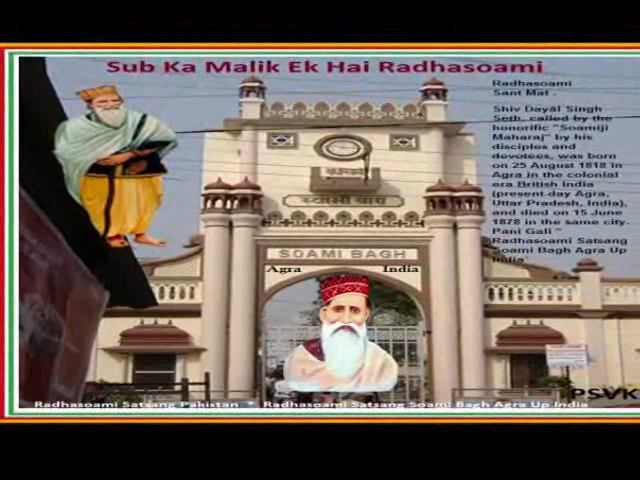 Sub Ka Malik Ek Hai Radhasoami
Radhasoami
Sant Mat .
Shiv Dayal Singh
Seth, called by the
honorific "Soamiji
Maharaj" by his
disciples and
devotees, was born
on 25 August 1818 in
Agra in the colonial
era British India
(present-day Agra,
Uttar Pradesh, India),
and died on 15 June
1878 in the same city.
Pani Gali "
Radhasoami Satsang
Soami Bagh Agra Up
India"
राधास्वामी
स्वामी बाग
SOAMI BAGH
Agra India
PSVK
Radhasoami Satsang Pakistan * Radhasoami Satsang Soami Bagh Agra Up India